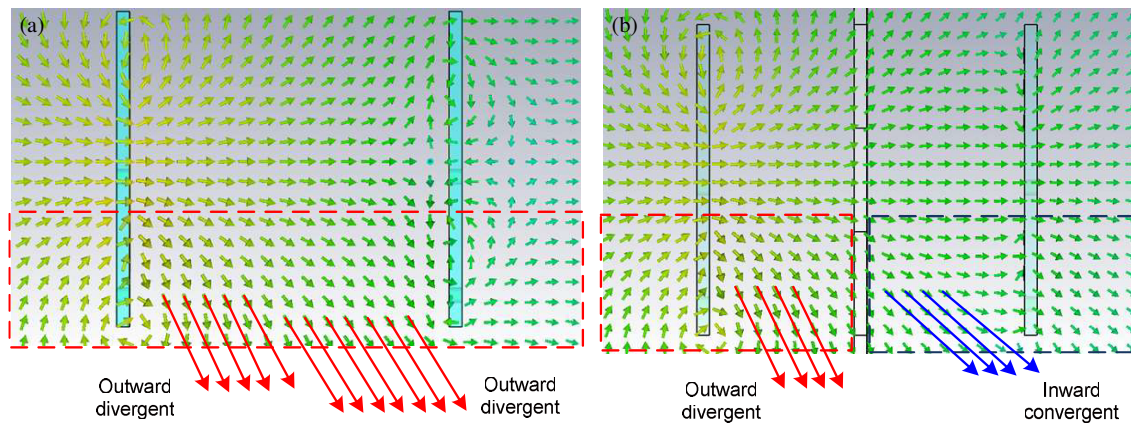 (a)
(b)
Outward
divergent
Outward
divergent
Outward
divergent
Inward
convergent